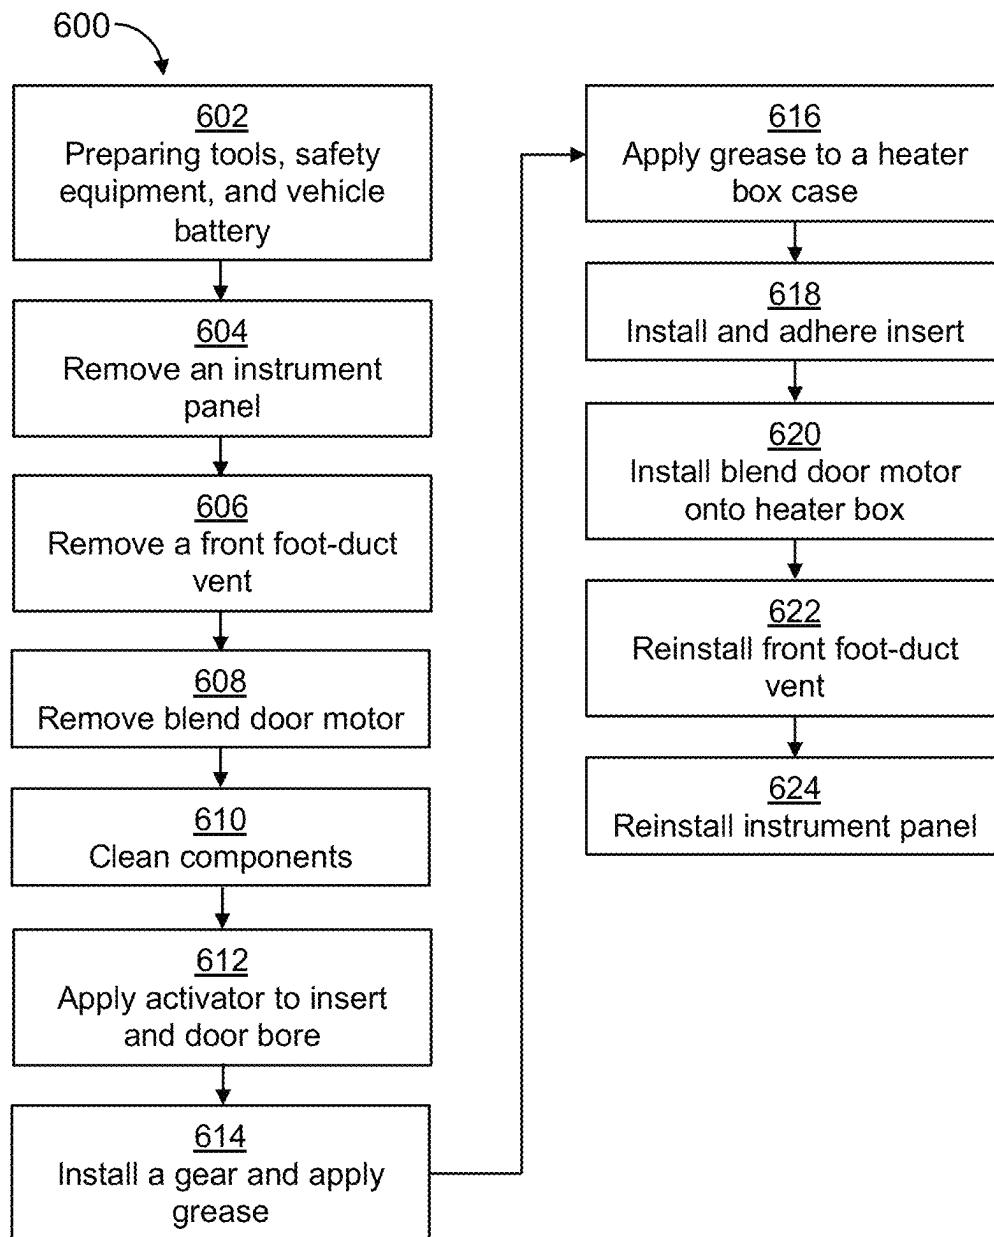 600
602
Preparing tools, safety
equipment, and vehicle
battery
604
Remove an instrument
panel
606
Remove a front foot-duct
vent
608
Remove blend door motor
610
Clean components
612
Apply activator to insert
and door bore
614
Install a gear and apply
grease
616
Apply grease to a heater
box case
618
Install and adhere insert
620
Install blend door motor
onto heater box
622
Reinstall front foot-duct
vent
624
Reinstall instrument panel